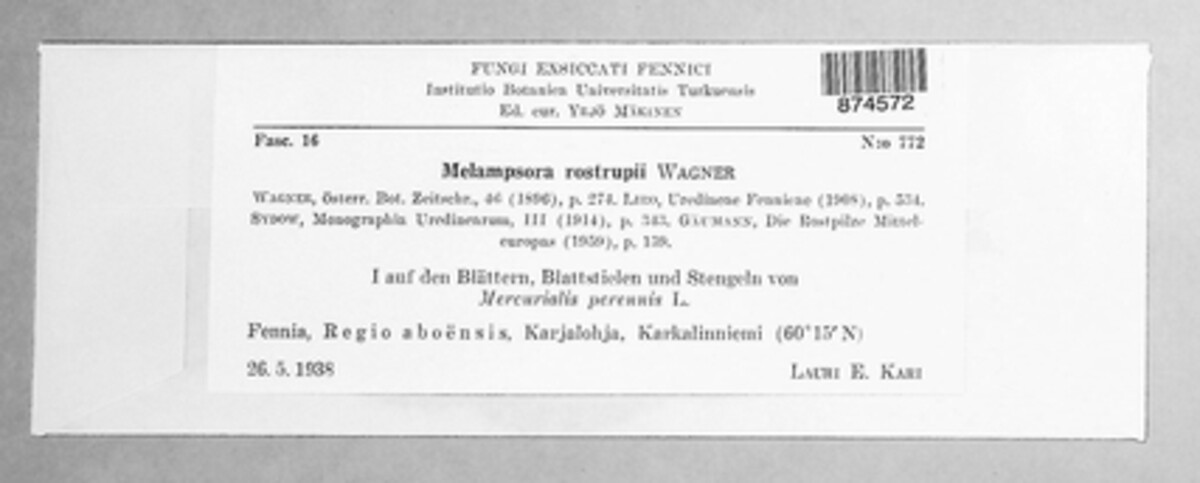 FUNGI EXSICCATI FENNICI
Institutio Botanica Universitatis Turkuensis
Ed. cur. YRJÖ MÄKINEN
874572
Fasc. 16 N:o 772
Melampsora rostrupii WAGNER
WAGNER, österr. Bot. Zeitschr., 46 (1896), p. 274. LIRO, Uredineae Fennicae (1908), p. 534.
SYDOW, Monographia Uredinearum, III (1914), p. 343. GÄUMANN, Die Rostpilze Mittel-
europas (1959), p. 159.
I auf den Blättern, Blattstielen und Stengeln von
Mercurialis perennis L.
Fennia, Regio aboënsis, Karjalohja, Karkalinniemi (60°15′ N)
26. 5. 1938 LAURI E. KARI